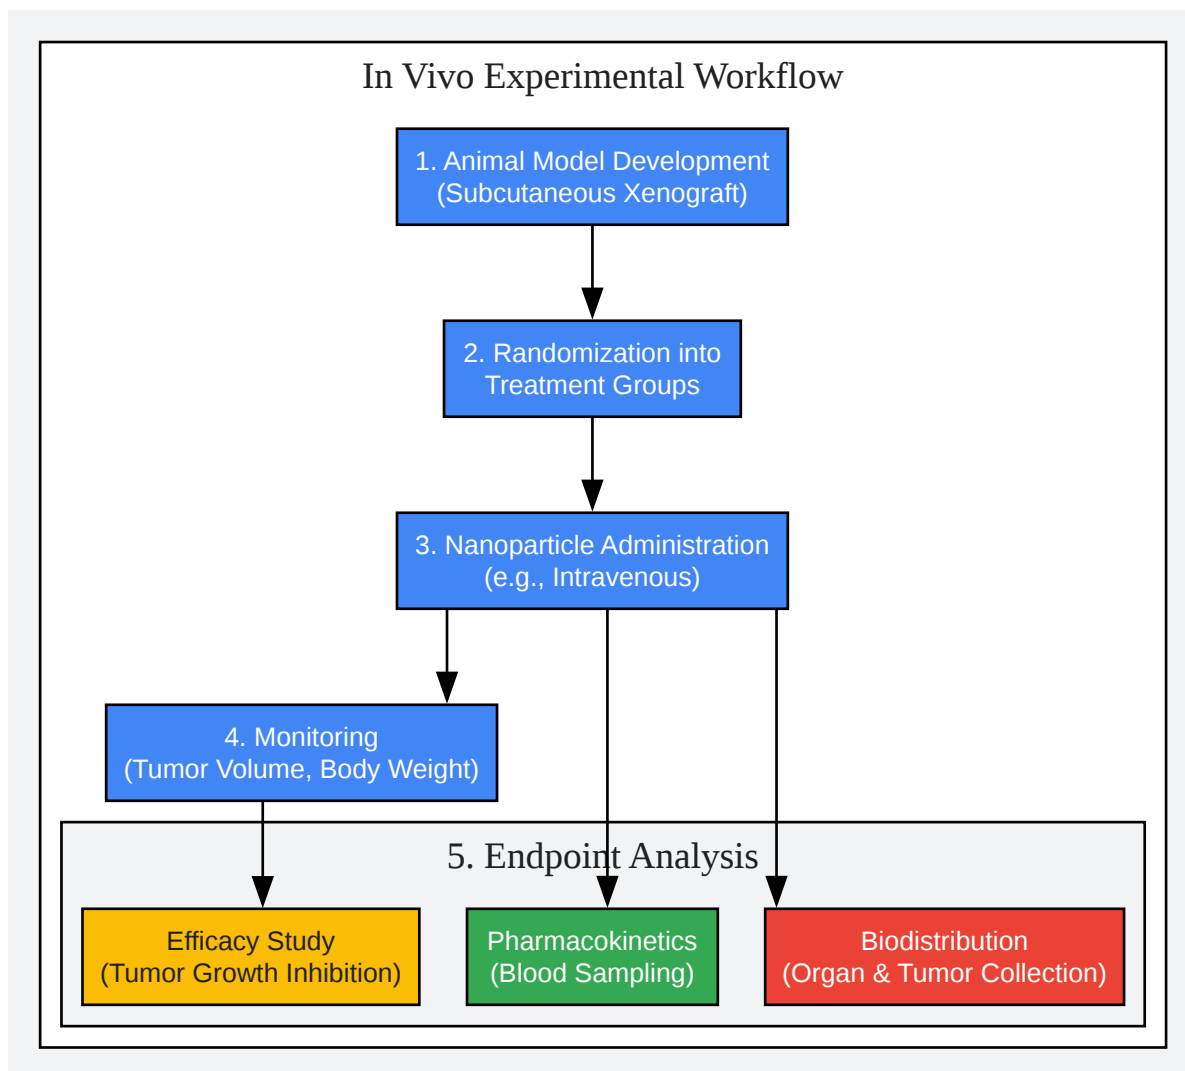 In Vivo Experimental Workflow
1. Animal Model Development
(Subcutaneous Xenograft)
2. Randomization into
Treatment Groups
3. Nanoparticle Administration
(e.g., Intravenous)
4. Monitoring
(Tumor Volume, Body Weight)
5. Endpoint Analysis
Efficacy Study
(Tumor Growth Inhibition)
Pharmacokinetics
(Blood Sampling)
Biodistribution
(Organ & Tumor Collection)